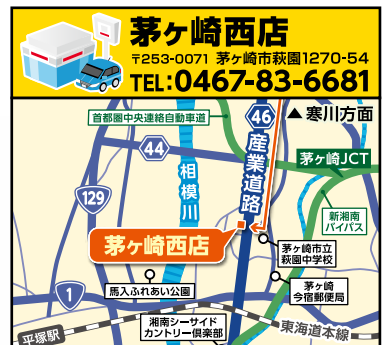 茅ヶ崎西店
〒253-0071 茅ヶ崎市萩園1270-54
TEL:0467-83-6681
首都圏中央連絡自動車道
46
▲寒川方面
44
産業道路
茅ヶ崎JCT
相模川
129
新湘南
バイパス
茅ヶ崎西店
茅ヶ崎市立
萩園中学校
馬入ふれあい公園
茅ヶ崎
今宿郵便局
1
湘南シーサイド
カントリー倶楽部
東海道本線
平塚駅